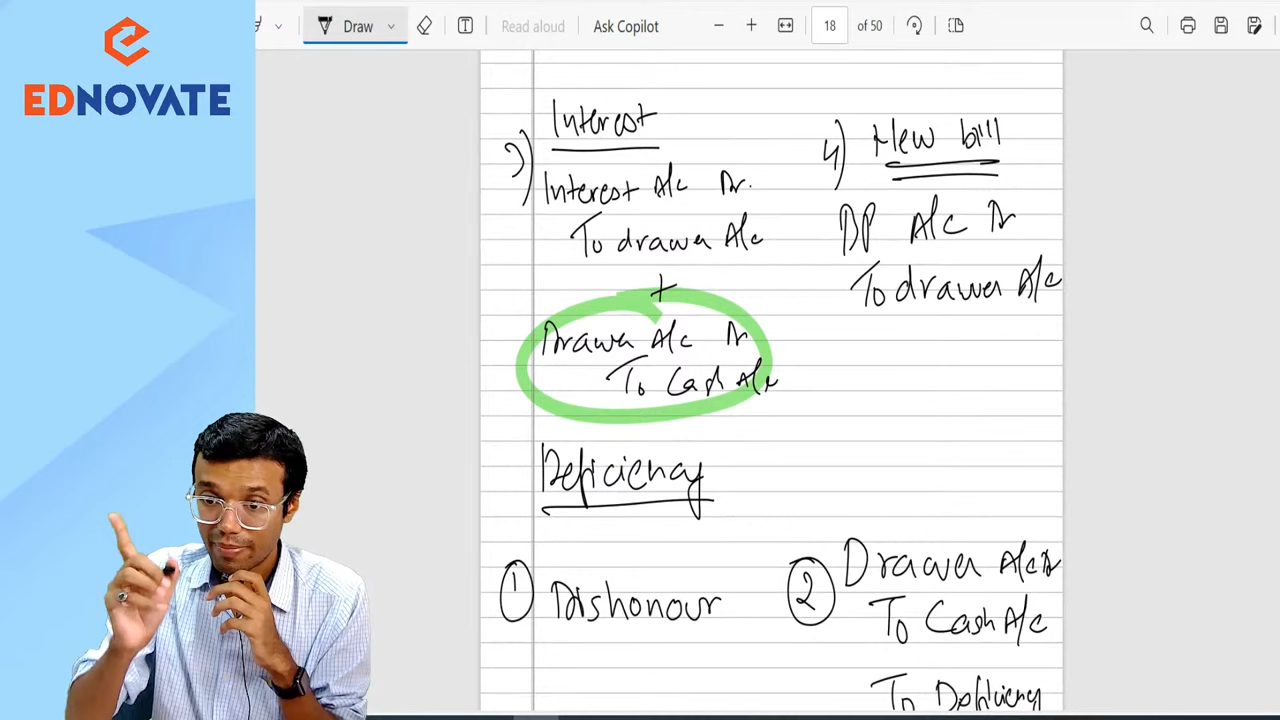 Draw
Read aloud
Ask Copilot
18
of 50
EDNOVATE
3) Interest
Interest A/c Dr.
To drawer A/c
+
Drawer A/c Dr
To Cash A/c
4) New bill
BP A/c Dr
To drawer A/c
Deficiency
1 Dishonour
2 Drawer A/c Dr
To Cash A/c
To Deficiency